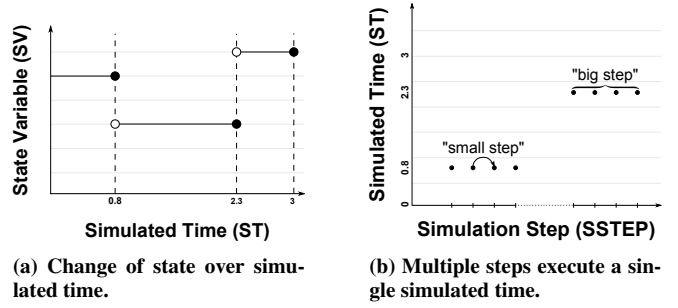 State Variable (SV)
0.8
2.3
3
Simulated Time (ST)
(a) Change of state over simu-
lated time.
Simulated Time (ST)
3
2.3
0.8
0
"big step"
"small step"
Simulation Step (SSTEP)
(b) Multiple steps execute a sin-
gle simulated time.